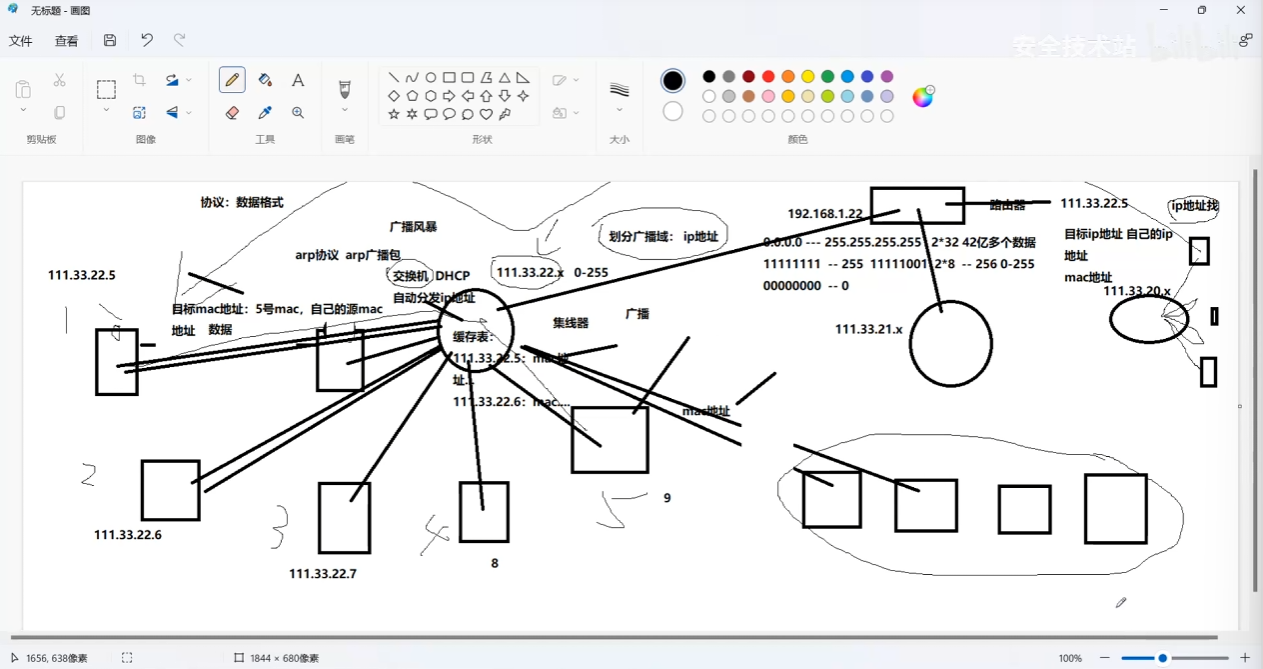 无标题 - 画图
文件 查看
安全技术站
剪贴板 图像 工具 画笔 形状 大小 颜色
协议：数据格式
广播风暴
arp协议 arp广播包
交换机 DHCP
自动分发ip地址
111.33.22.x 0-255
划分广播域： ip地址
192.168.1.22
路由器
111.33.22.5
ip地址找
0.0.0.0 --- 255.255.255.255 2*32 42亿多个数据
11111111 -- 255 11111001 2*8 -- 256 0-255
00000000 -- 0
目标ip地址 自己的ip
地址
mac地址
111.33.20.x
111.33.22.5
目标mac地址：5号mac，自己的源mac
地址 数据
缓存表：
111.33.22.5：mac地
址...
111.33.22.6：mac....
集线器
广播
111.33.21.x
mac地址
1
2
111.33.22.6
3
111.33.22.7
4
8
5
9
1656, 638像素
1844 × 680像素
100%